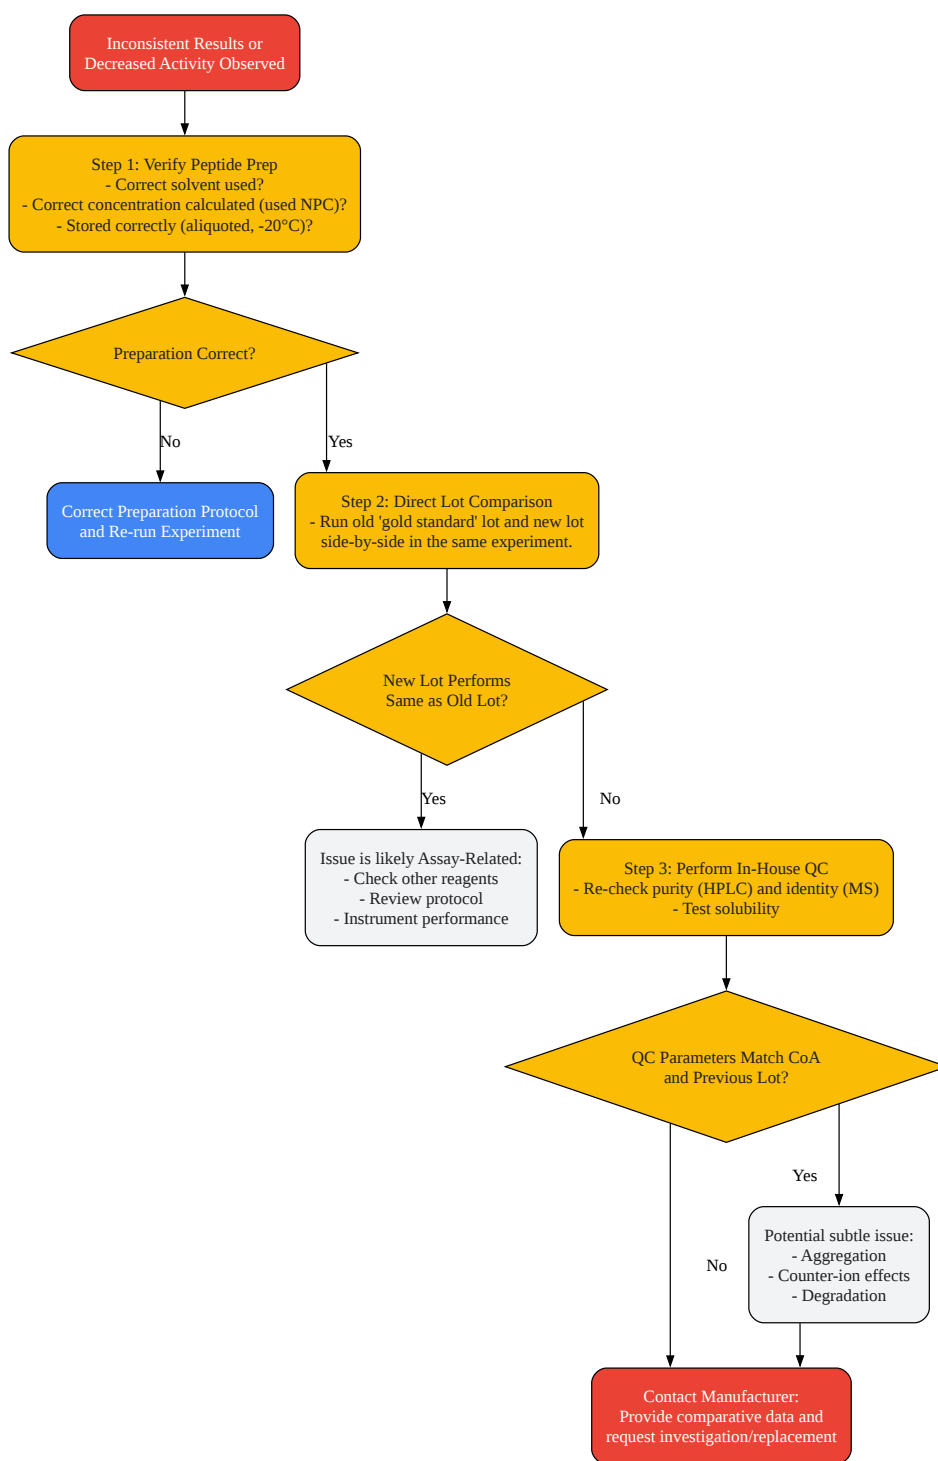 Inconsistent Results or
Decreased Activity Observed
Step 1: Verify Peptide Prep
- Correct solvent used?
- Correct concentration calculated (used NPC)?
- Stored correctly (aliquoted, -20°C)?
Preparation Correct?
No
Yes
Correct Preparation Protocol
and Re-run Experiment
Step 2: Direct Lot Comparison
- Run old 'gold standard' lot and new lot
side-by-side in the same experiment.
New Lot Performs
Same as Old Lot?
Yes
No
Issue is likely Assay-Related:
- Check other reagents
- Review protocol
- Instrument performance
Step 3: Perform In-House QC
- Re-check purity (HPLC) and identity (MS)
- Test solubility
QC Parameters Match CoA
and Previous Lot?
Yes
No
Potential subtle issue:
- Aggregation
- Counter-ion effects
- Degradation
Contact Manufacturer:
Provide comparative data and
request investigation/replacement